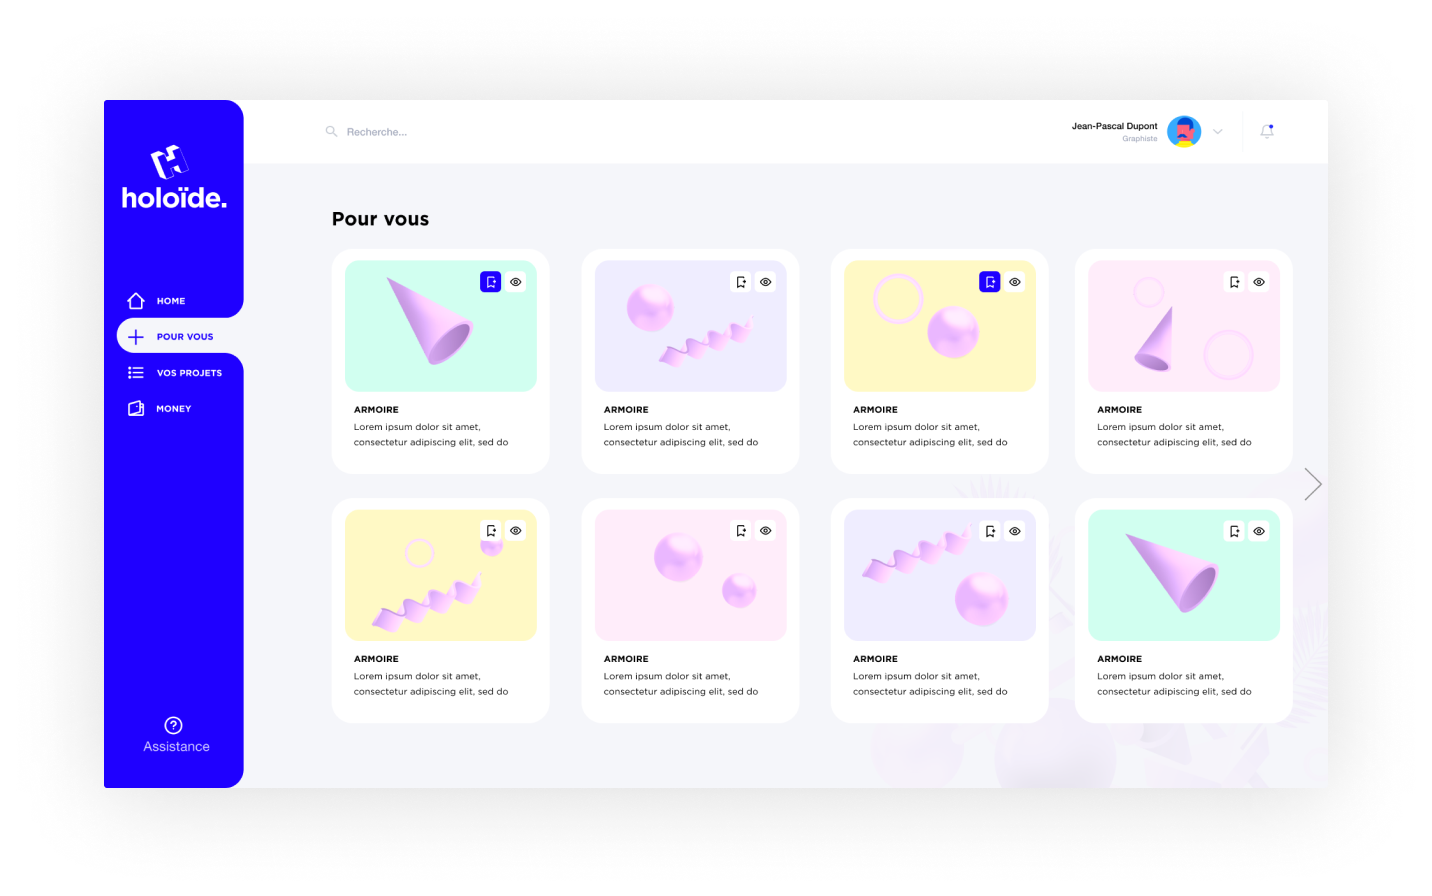 holoïde.
HOME
POUR VOUS
VOS PROJETS
MONEY
Assistance
Recherche...
Jean-Pascal Dupont
Graphiste
Pour vous
ARMOIRE
Lorem ipsum dolor sit amet,
consectetur adipiscing elit, sed do
ARMOIRE
Lorem ipsum dolor sit amet,
consectetur adipiscing elit, sed do
ARMOIRE
Lorem ipsum dolor sit amet,
consectetur adipiscing elit, sed do
ARMOIRE
Lorem ipsum dolor sit amet,
consectetur adipiscing elit, sed do
ARMOIRE
Lorem ipsum dolor sit amet,
consectetur adipiscing elit, sed do
ARMOIRE
Lorem ipsum dolor sit amet,
consectetur adipiscing elit, sed do
ARMOIRE
Lorem ipsum dolor sit amet,
consectetur adipiscing elit, sed do
ARMOIRE
Lorem ipsum dolor sit amet,
consectetur adipiscing elit, sed do